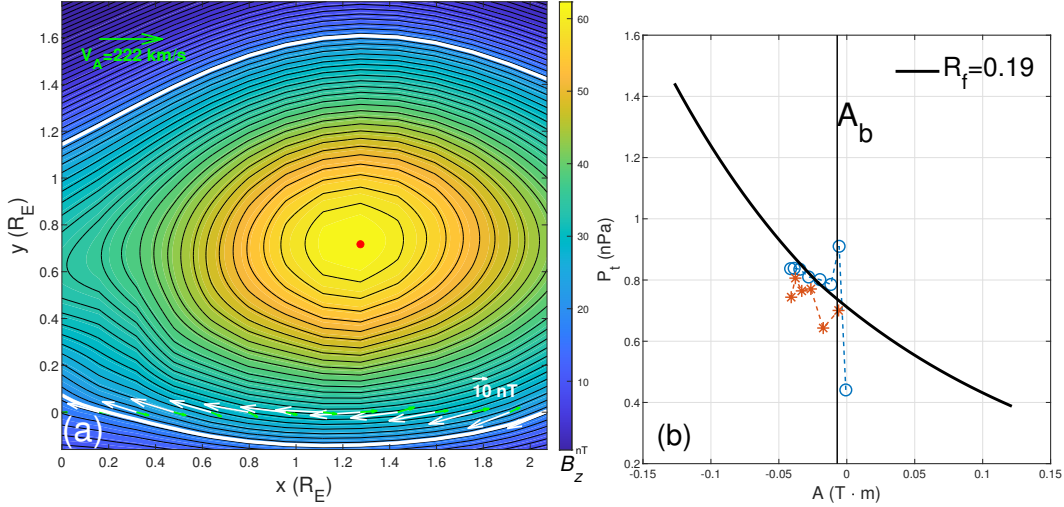 V_A=222 km/s
10 nT
(a)
y (R_E)
1.6
1.4
1.2
1
0.8
0.6
0.4
0.2
0
0 0.2 0.4 0.6 0.8 1 1.2 1.4 1.6 1.8 2
x (R_E)
60
50
40
30
20
10
nT
B_z
R_f=0.19
A_b
(b)
P_t (nPa)
1.6
1.4
1.2
1
0.8
0.6
0.4
0.2
-0.15 -0.1 -0.05 0 0.05 0.1 0.15
A (T · m)